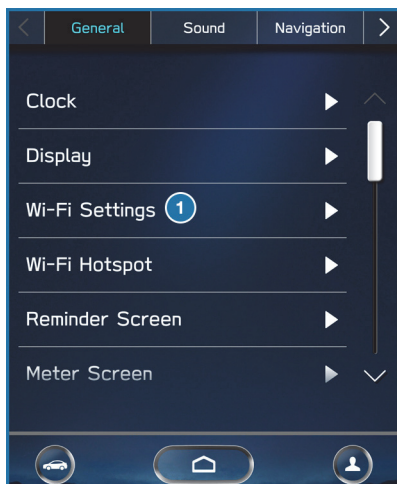 General Sound Navigation
Clock
Display
Wi-Fi Settings 1
Wi-Fi Hotspot
Reminder Screen
Meter Screen